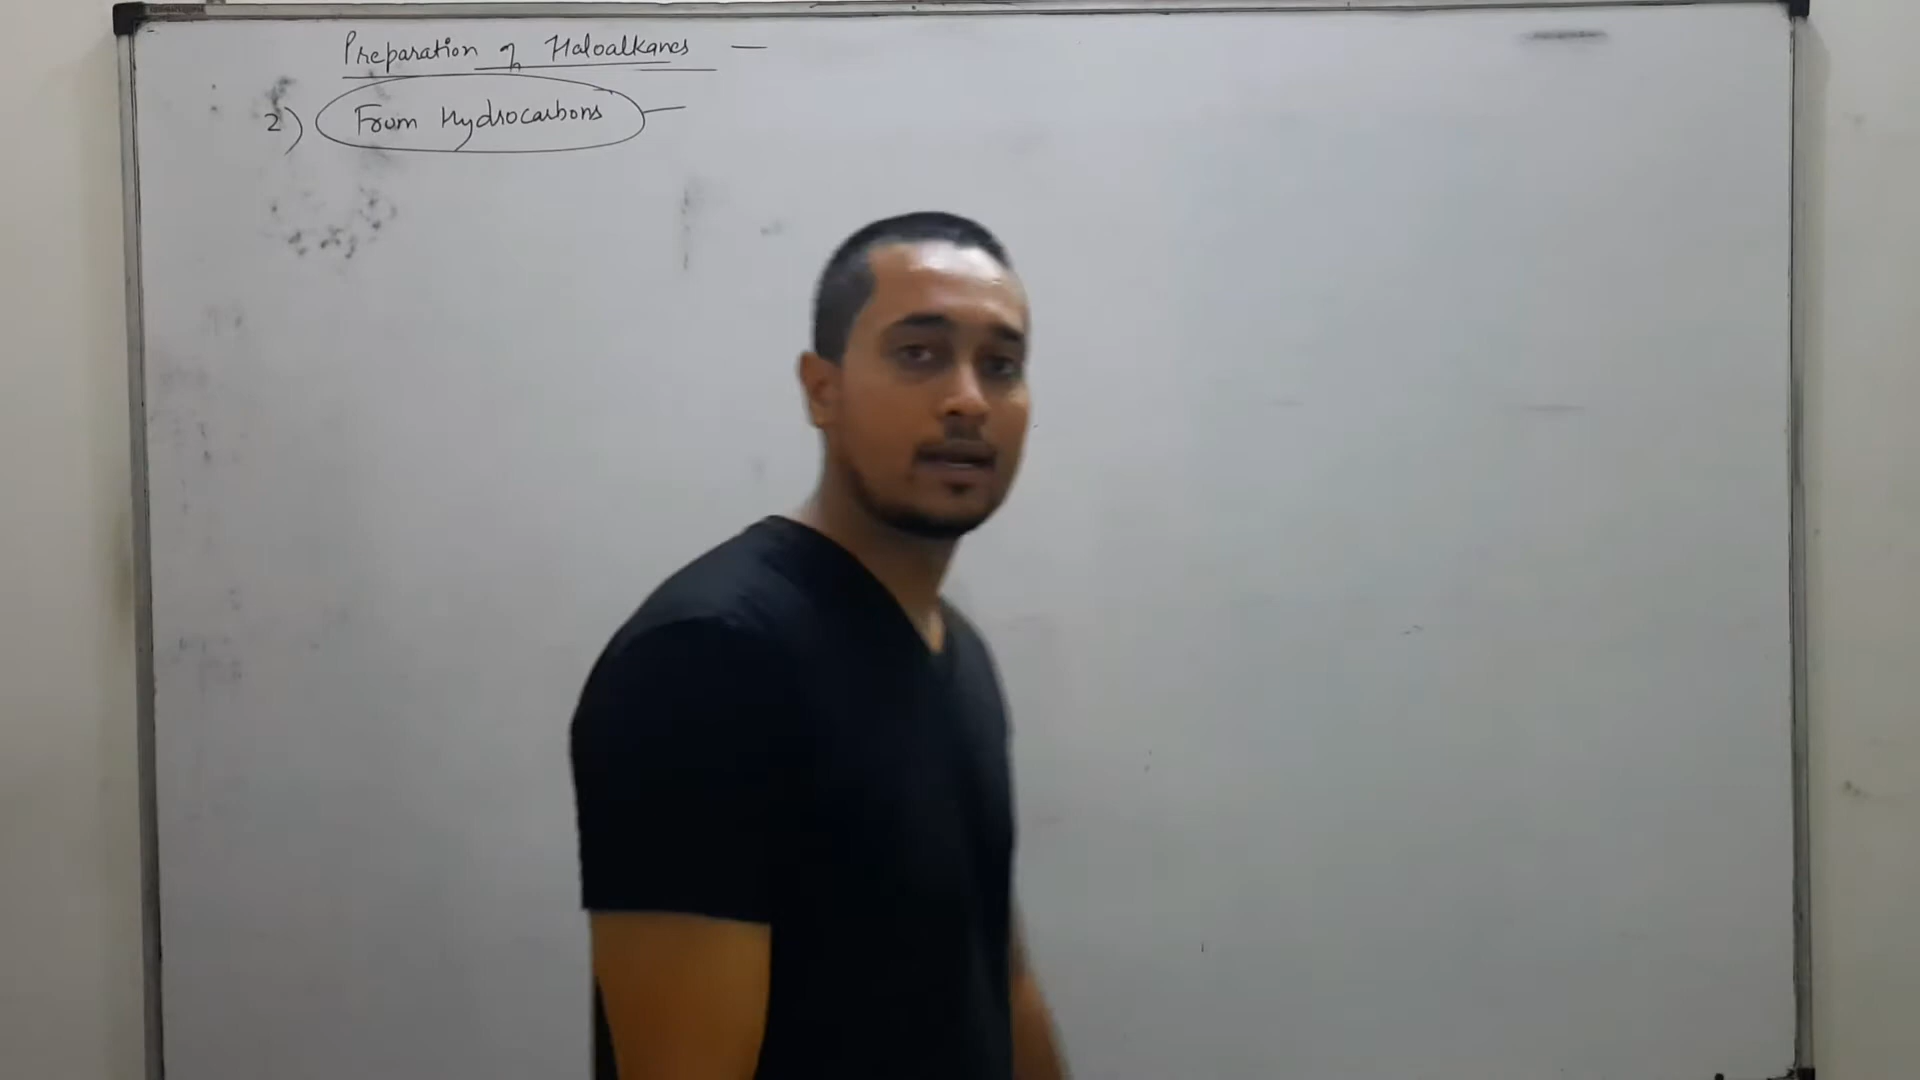 Preparation of Haloalkanes —
2) From Hydrocarbons —